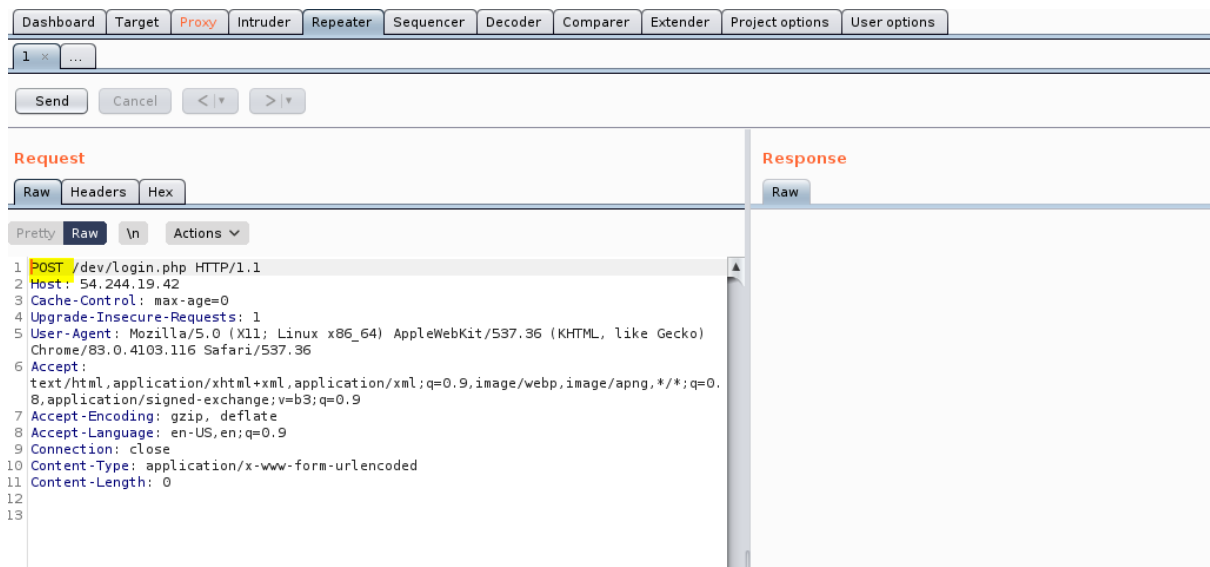 Dashboard Target Proxy Intruder Repeater Sequencer Decoder Comparer Extender Project options User options
1 × ...
Send Cancel < | ▾ > | ▾
Request
Raw Headers Hex
Pretty Raw \n Actions
1 POST /dev/login.php HTTP/1.1
2 Host: 54.244.19.42
3 Cache-Control: max-age=0
4 Upgrade-Insecure-Requests: 1
5 User-Agent: Mozilla/5.0 (X11; Linux x86_64) AppleWebKit/537.36 (KHTML, like Gecko)
Chrome/83.0.4103.116 Safari/537.36
6 Accept:
text/html,application/xhtml+xml,application/xml;q=0.9,image/webp,image/apng,*/*;q=0.
8,application/signed-exchange;v=b3;q=0.9
7 Accept-Encoding: gzip, deflate
8 Accept-Language: en-US,en;q=0.9
9 Connection: close
10 Content-Type: application/x-www-form-urlencoded
11 Content-Length: 0
12
13
Response
Raw